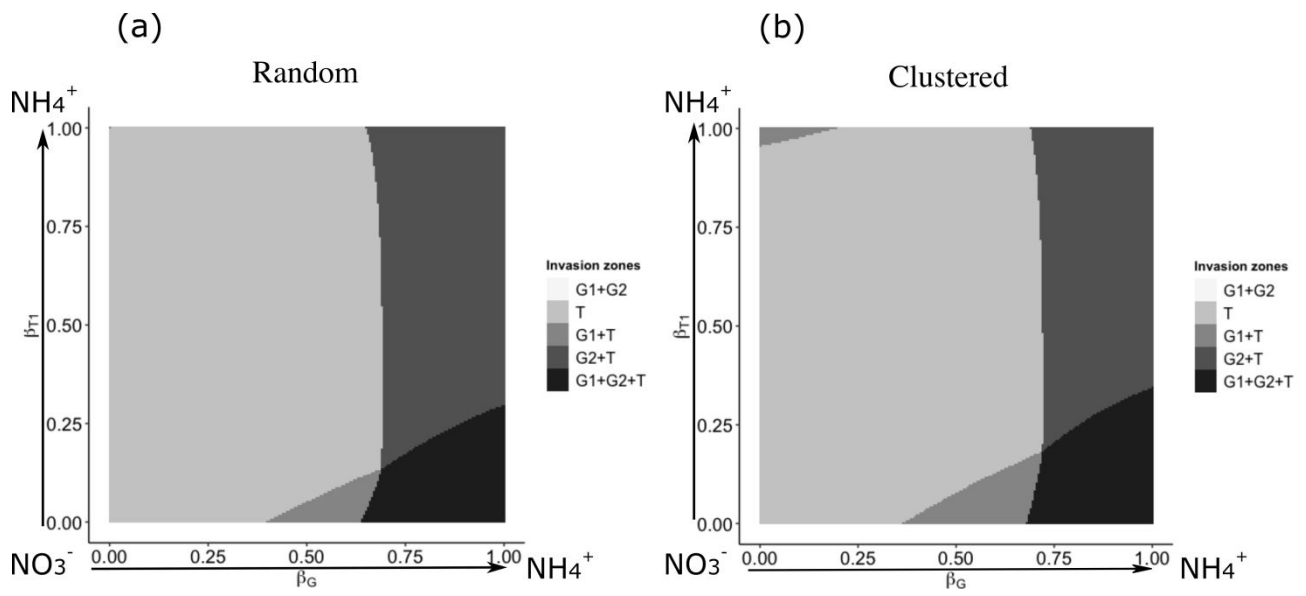 (a)
Random
NH4+
1.00
0.75
0.50
0.25
0.00
βT1
NO3-
0.00 0.25 0.50 0.75 1.00
βG
NH4+
Invasion zones
G1+G2
T
G1+T
G2+T
G1+G2+T
(b)
Clustered
NH4+
1.00
0.75
0.50
0.25
0.00
βT1
NO3-
0.00 0.25 0.50 0.75 1.00
βG
NH4+
Invasion zones
G1+G2
T
G1+T
G2+T
G1+G2+T